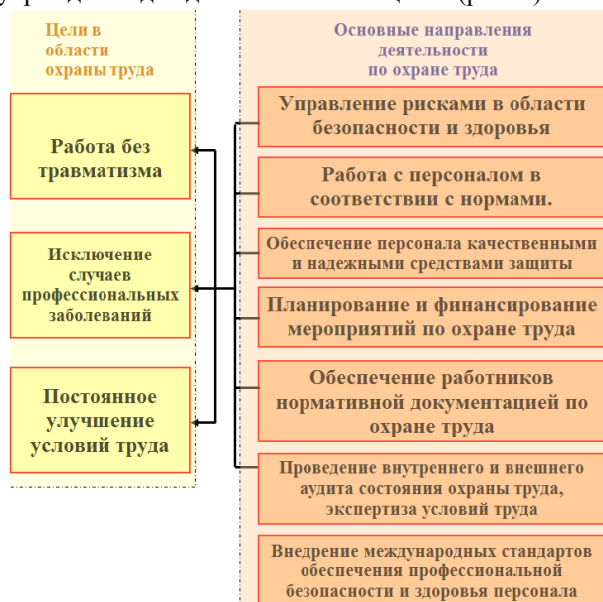 Цели в
области
охраны труда
Работа без
травматизма
Исключение
случаев
профессиональных
заболеваний
Постоянное
улучшение
условий труда
Основные направления
деятельности
по охране труда
Управление рисками в области
безопасности и здоровья
Работа с персоналом в
соответствии с нормами.
Обеспечение персонала качественными
и надежными средствами защиты
Планирование и финансирование
мероприятий по охране труда
Обеспечение работников
нормативной документацией по
охране труда
Проведение внутреннего и внешнего
аудита состояния охраны труда,
экспертиза условий труда
Внедрение международных стандартов
обеспечения профессиональной
безопасности и здоровья персонала